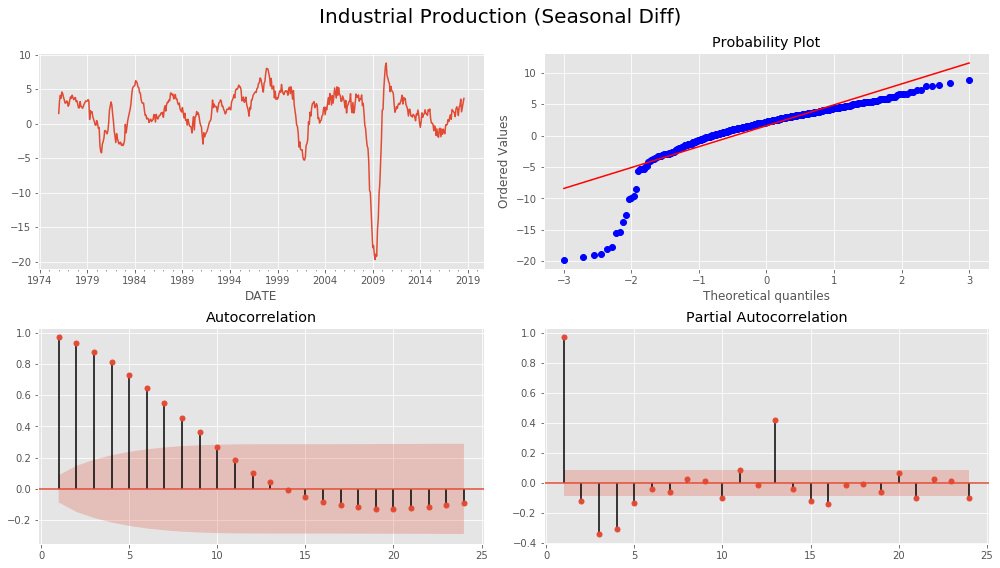 Industrial Production (Seasonal Diff)
10
5
0
−5
−10
−15
−20
1974 1979 1984 1989 1994 1999 2004 2009 2014 2019
DATE
Probability Plot
Ordered Values
10
5
0
−5
−10
−15
−20
−3 −2 −1 0 1 2 3
Theoretical quantiles
Autocorrelation
1.0
0.8
0.6
0.4
0.2
0.0
−0.2
0 5 10 15 20 25
Partial Autocorrelation
1.0
0.8
0.6
0.4
0.2
0.0
−0.2
−0.4
0 5 10 15 20 25